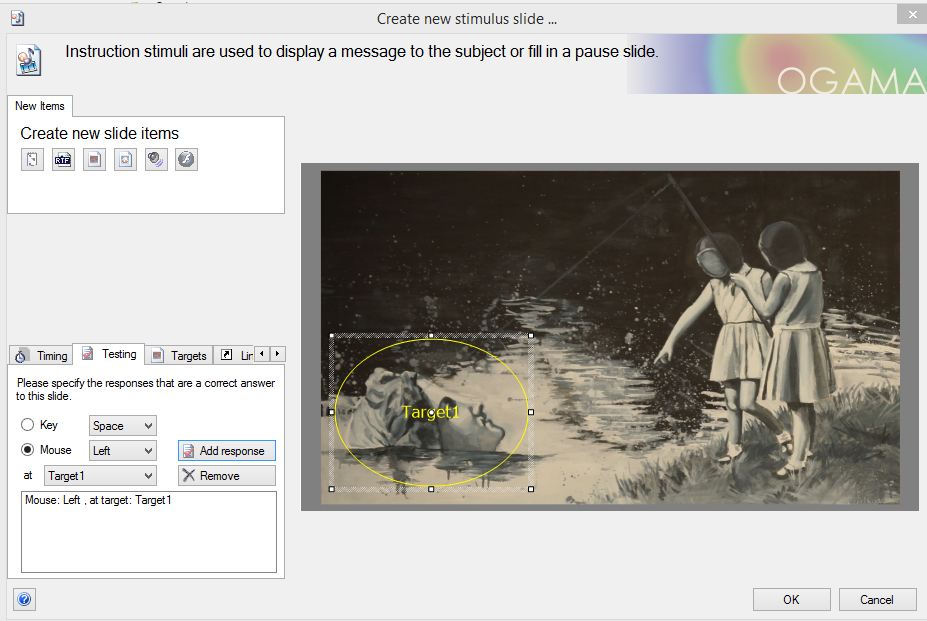 Create new stimulus slide ...
Instruction stimuli are used to display a message to the subject or fill in a pause slide.
OGAMA
New Items
Create new slide items
RTF
Timing
Testing
Targets
Lin
Please specify the responses that are a correct answer
to this slide.
Key
Space
Mouse
Left
Add response
at
Target1
Remove
Mouse: Left , at target: Target1
Target1
OK
Cancel